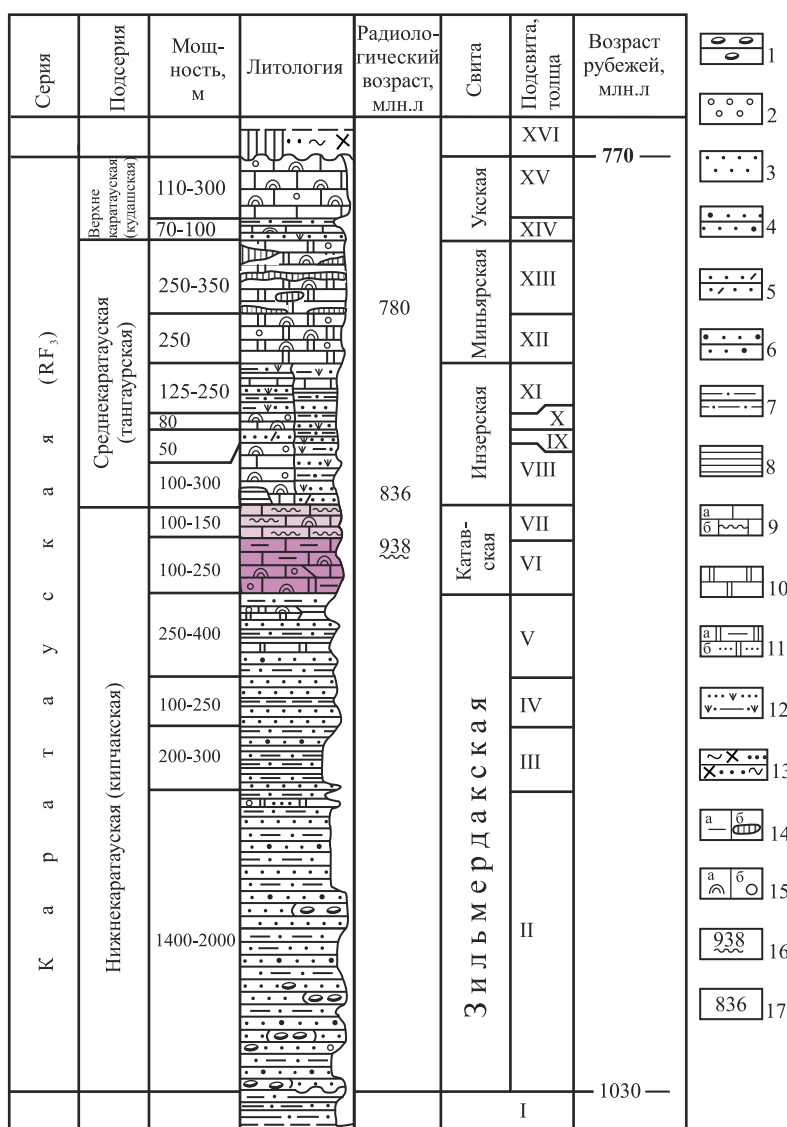 Серия
Подсерия
Мощ-
ность,
м
Литология
Радиоло-
гический
возраст,
млн.л
Свита
Подсвита,
толща
Возраст
рубежей,
млн.л
Каратауская (RF₃)
Верхне
каратауская
(кудашская)
Среднекаратауская
(тангаурская)
Нижнекаратауская (кипчакская)
110-300
70-100
250-350
250
125-250
80
50
100-300
100-150
100-250
250-400
100-250
200-300
1400-2000
780
836
938
Укская
Миньярская
Инзерская
Катав-
ская
Зильмердакская
XVI
XV
XIV
XIII
XII
XI
X
IX
VIII
VII
VI
V
IV
III
II
I
770
1030
1
2
3
4
5
6
7
8
а
б
9
10
а
б
11
12
13
а б
14
а б
15
938
16
836
17